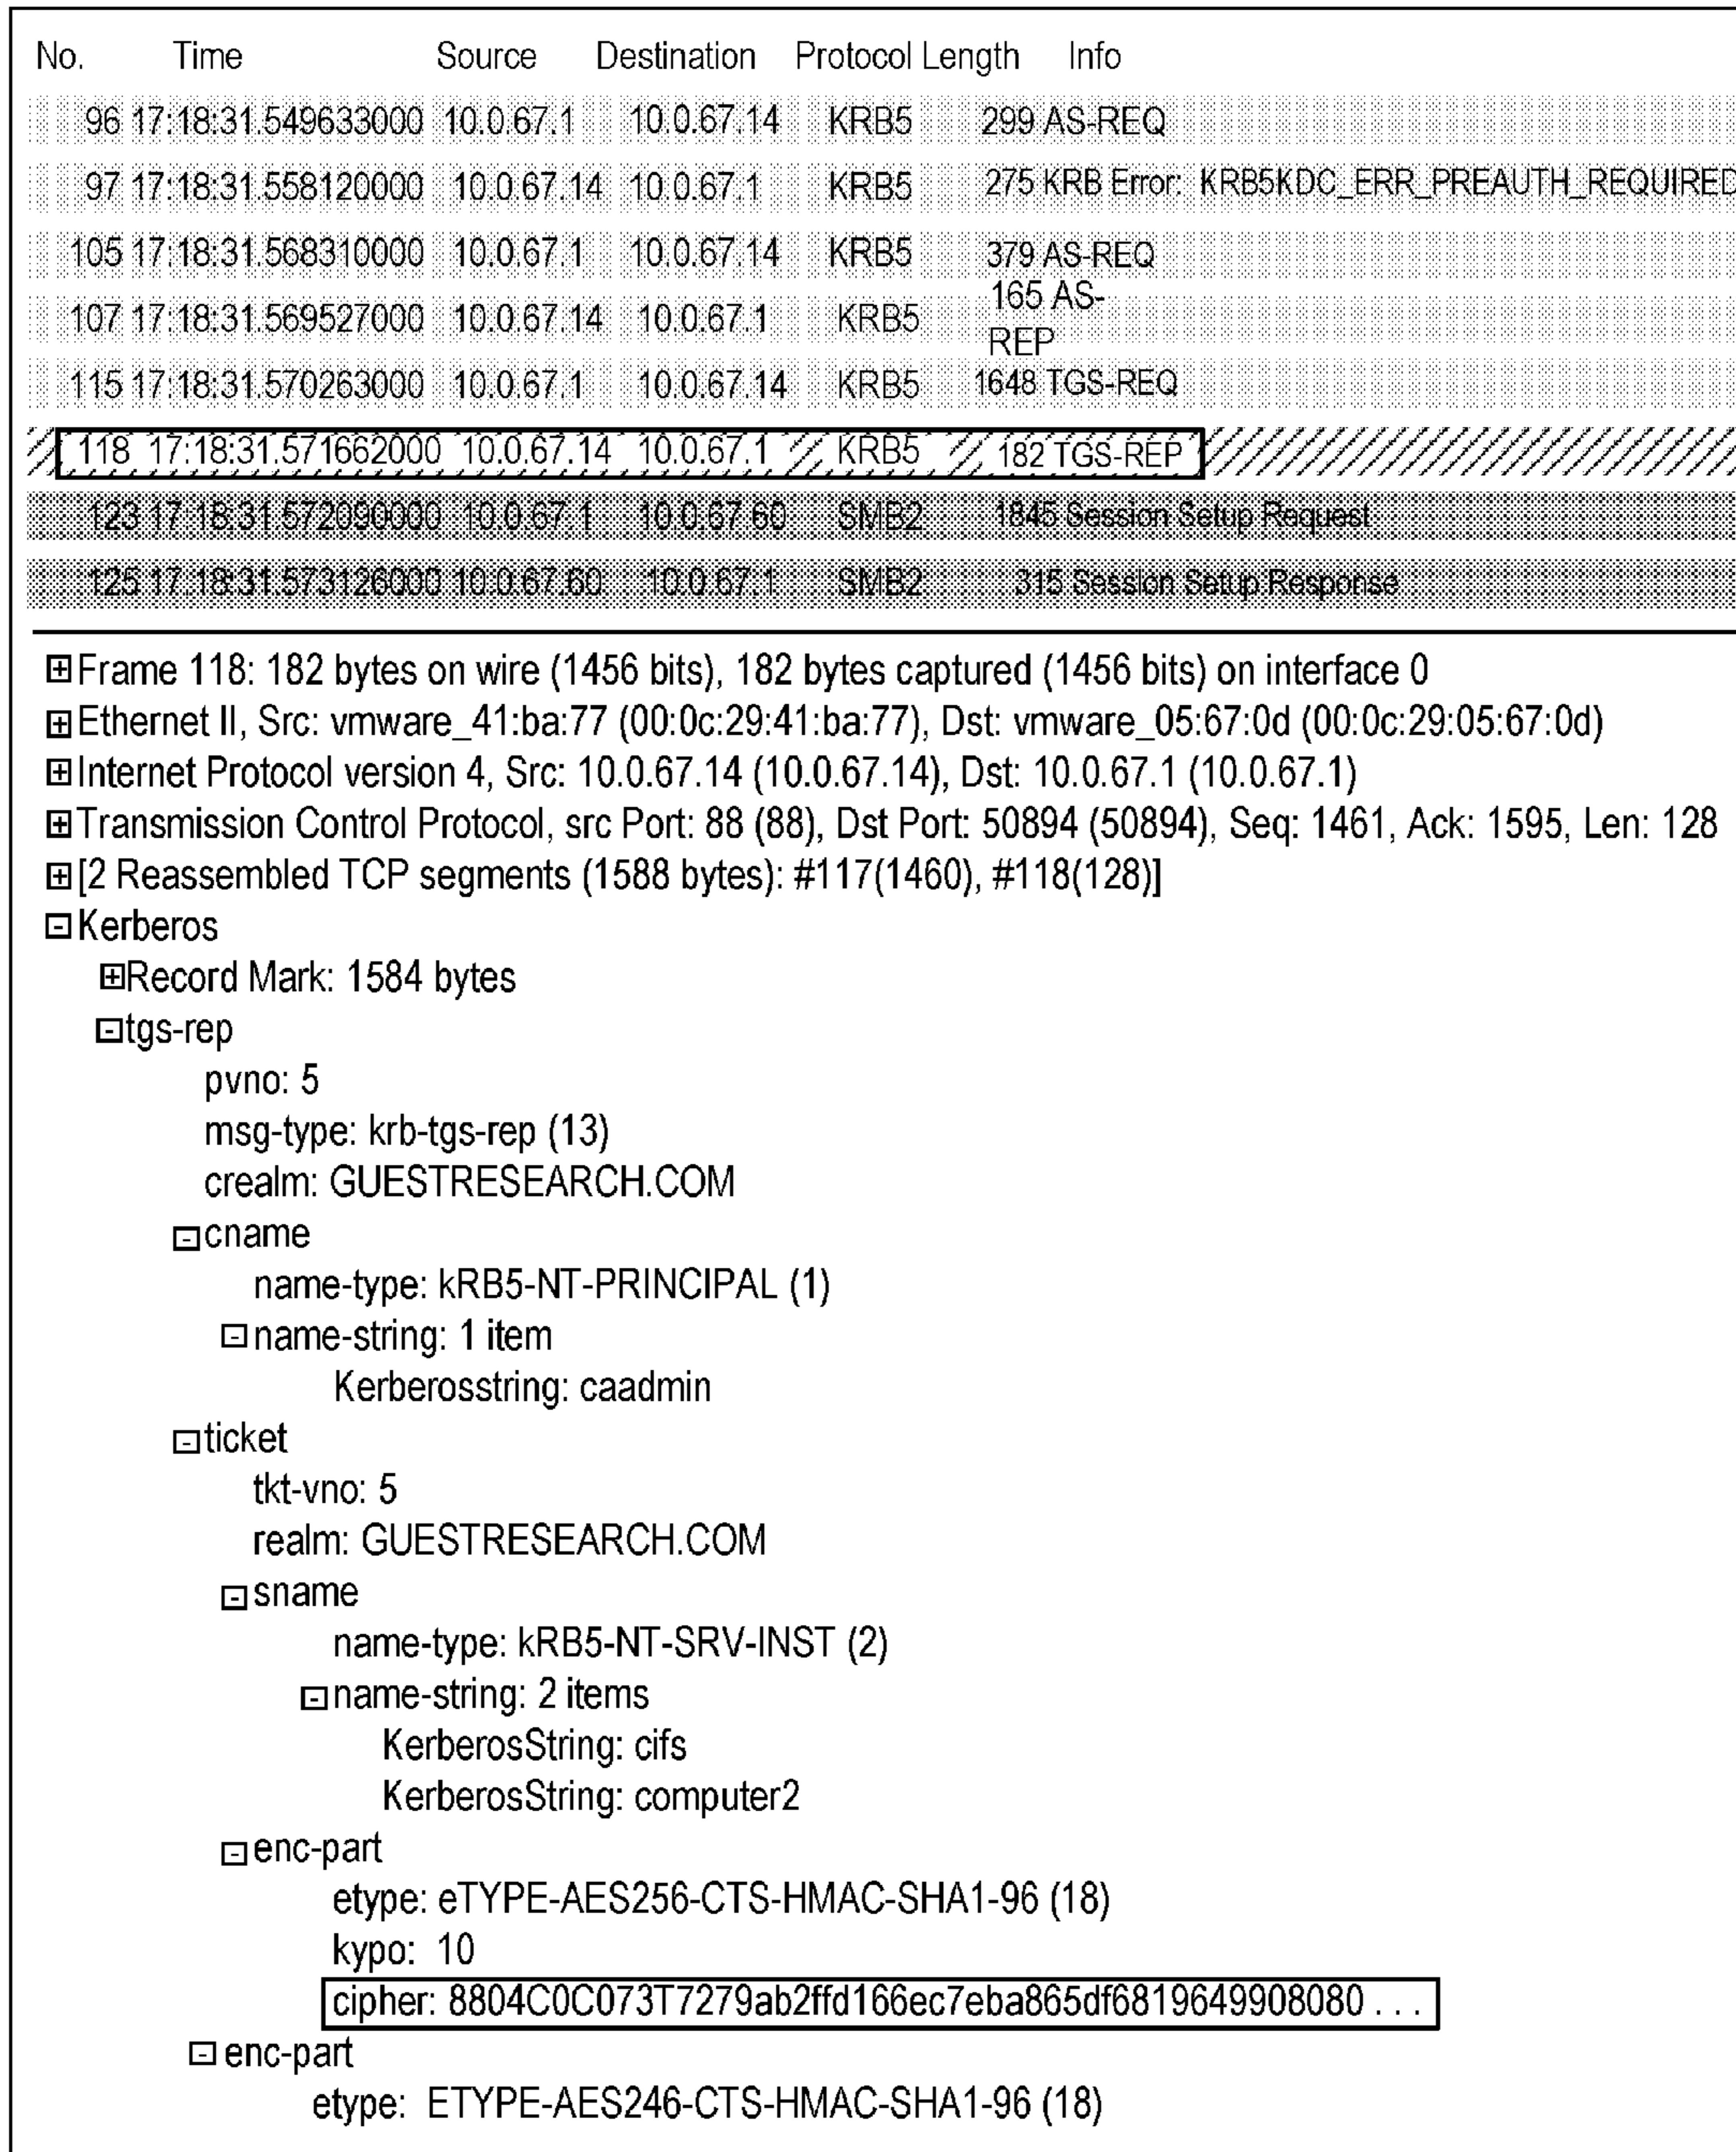 No. Time Source Destination Protocol Length Info
96 17:18:31.549633000 10.0.67.1 10.0.67.14 KRB5 299 AS-REQ
97 17:18:31.558120000 10.0.67.14 10.0.67.1 KRB5 275 KRB Error: KRB5KDC_ERR_PREAUTH_REQUIRED
105 17:18:31.568310000 10.0.67.1 10.0.67.14 KRB5 379 AS-REQ
107 17:18:31.569527000 10.0.67.14 10.0.67.1 KRB5 165 AS-
REP
115 17:18:31.570263000 10.0.67.1 10.0.67.14 KRB5 1648 TGS-REQ
118 17:18:31.571662000 10.0.67.14 10.0.67.1 KRB5 182 TGS-REP
123 17:18:31.572090000 10.0.67.1 10.0.67.60 SMB2 1845 Session Setup Request
125 17:18:31.573126000 10.0.67.60 10.0.67.1 SMB2 315 Session Setup Response
Frame 118: 182 bytes on wire (1456 bits), 182 bytes captured (1456 bits) on interface 0
Ethernet II, Src: vmware_41:ba:77 (00:0c:29:41:ba:77), Dst: vmware_05:67:0d (00:0c:29:05:67:0d)
Internet Protocol version 4, Src: 10.0.67.14 (10.0.67.14), Dst: 10.0.67.1 (10.0.67.1)
Transmission Control Protocol, src Port: 88 (88), Dst Port: 50894 (50894), Seq: 1461, Ack: 1595, Len: 128
[2 Reassembled TCP segments (1588 bytes): #117(1460), #118(128)]
Kerberos
Record Mark: 1584 bytes
tgs-rep
pvno: 5
msg-type: krb-tgs-rep (13)
crealm: GUESTRESEARCH.COM
cname
name-type: kRB5-NT-PRINCIPAL (1)
name-string: 1 item
Kerberosstring: caadmin
ticket
tkt-vno: 5
realm: GUESTRESEARCH.COM
sname
name-type: kRB5-NT-SRV-INST (2)
name-string: 2 items
KerberosString: cifs
KerberosString: computer2
enc-part
etype: eTYPE-AES256-CTS-HMAC-SHA1-96 (18)
kypo: 10
cipher: 8804C0C073T7279ab2ffd166ec7eba865df6819649908080 . . .
enc-part
etype: ETYPE-AES246-CTS-HMAC-SHA1-96 (18)